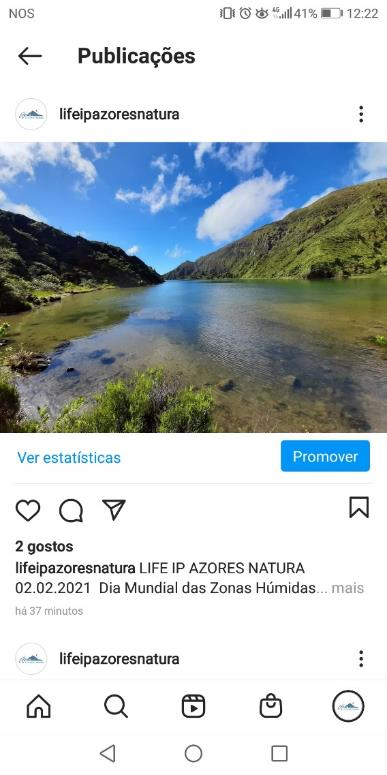 NOS 4G 41% 12:22
Publicações
lifeipazoresnatura
Ver estatísticas Promover
2 gostos
lifeipazoresnatura LIFE IP AZORES NATURA
02.02.2021 Dia Mundial das Zonas Húmidas... mais
há 37 minutos
lifeipazoresnatura